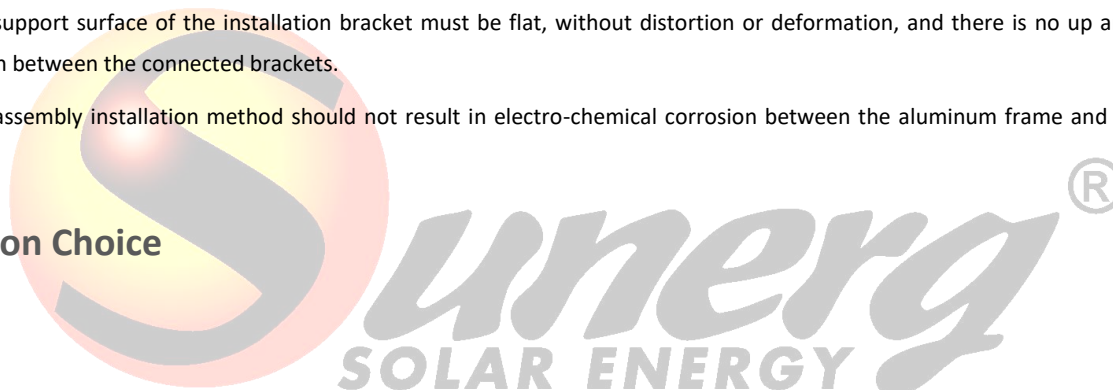 support surface of the installation bracket must be flat, without distortion or deformation, and there is no up a
n between the connected brackets.
assembly installation method should not result in electro-chemical corrosion between the aluminum frame and
on Choice
Sunerg ®
SOLAR ENERGY